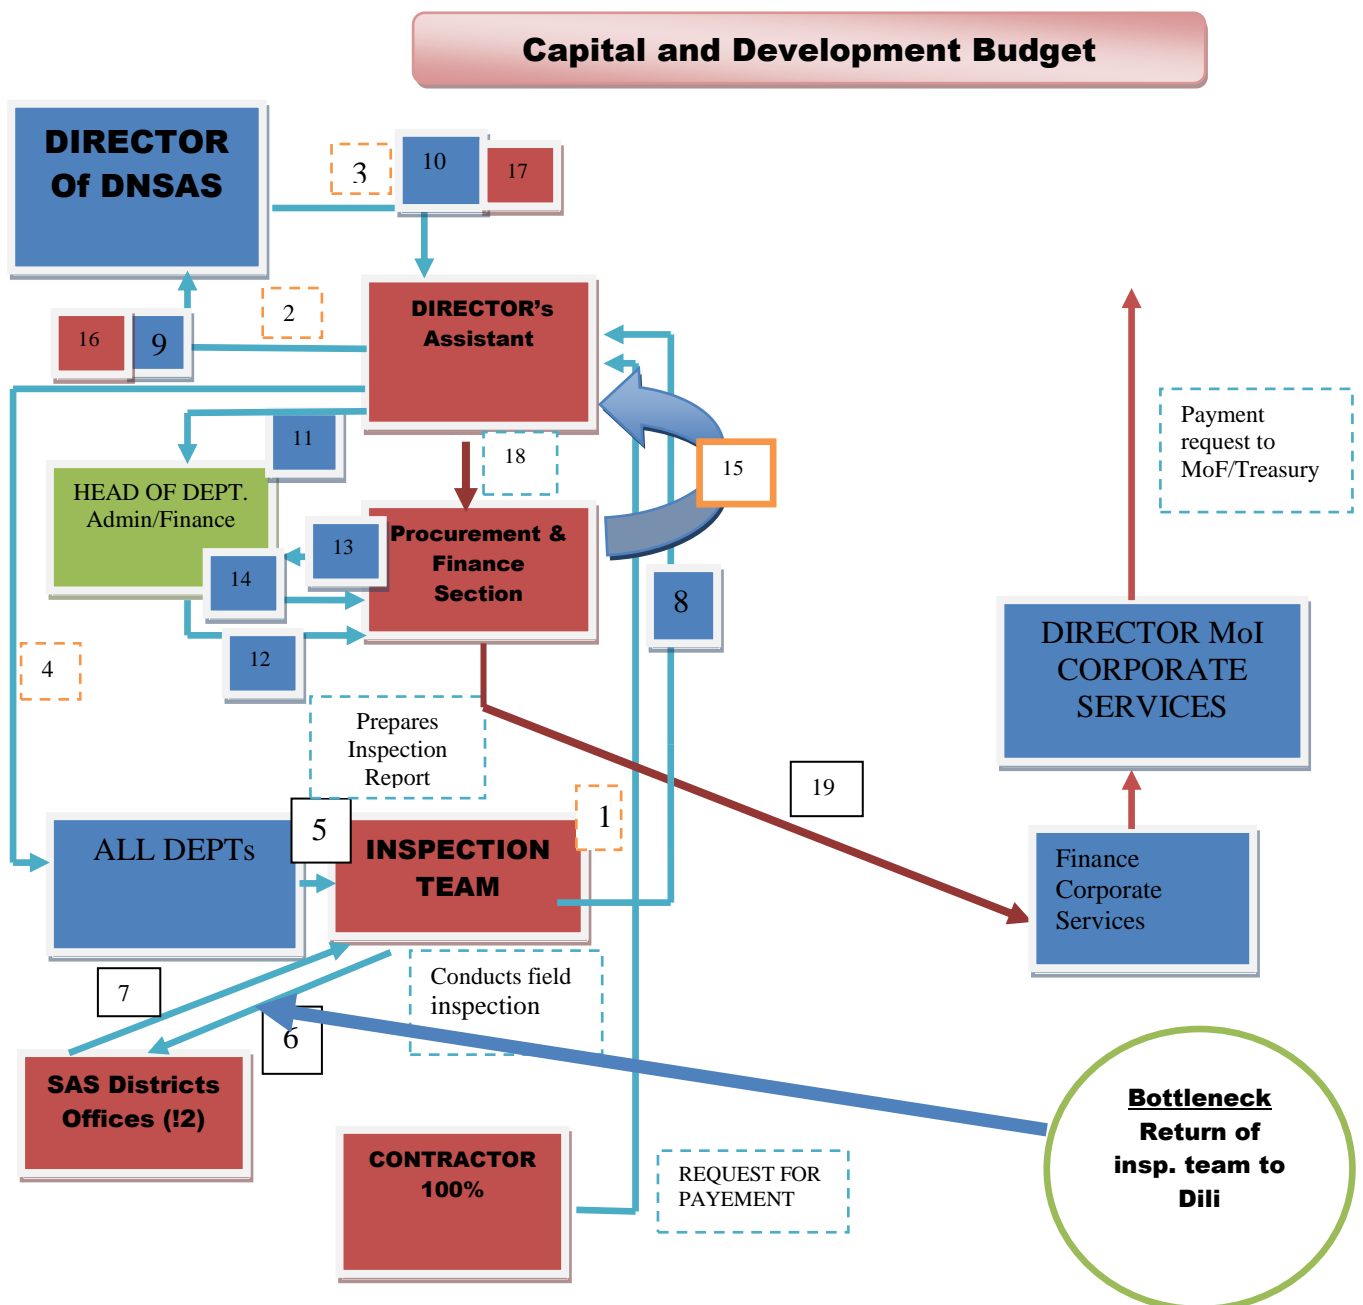 Capital and Development Budget
DIRECTOR
Of DNSAS
3
10
17
DIRECTOR's
Assistant
2
16
9
11
18
15
HEAD OF DEPT.
Admin/Finance
Procurement &
Finance
Section
13
14
12
8
4
Payment
request to
MoF/Treasury
DIRECTOR MoI
CORPORATE
SERVICES
Prepares
Inspection
Report
19
5
1
ALL DEPTs
INSPECTION
TEAM
Finance
Corporate
Services
7
6
Conducts field
inspection
SAS Districts
Offices (!2)
CONTRACTOR
100%
REQUEST FOR
PAYEMENT
Bottleneck
Return of
insp. team to
Dili